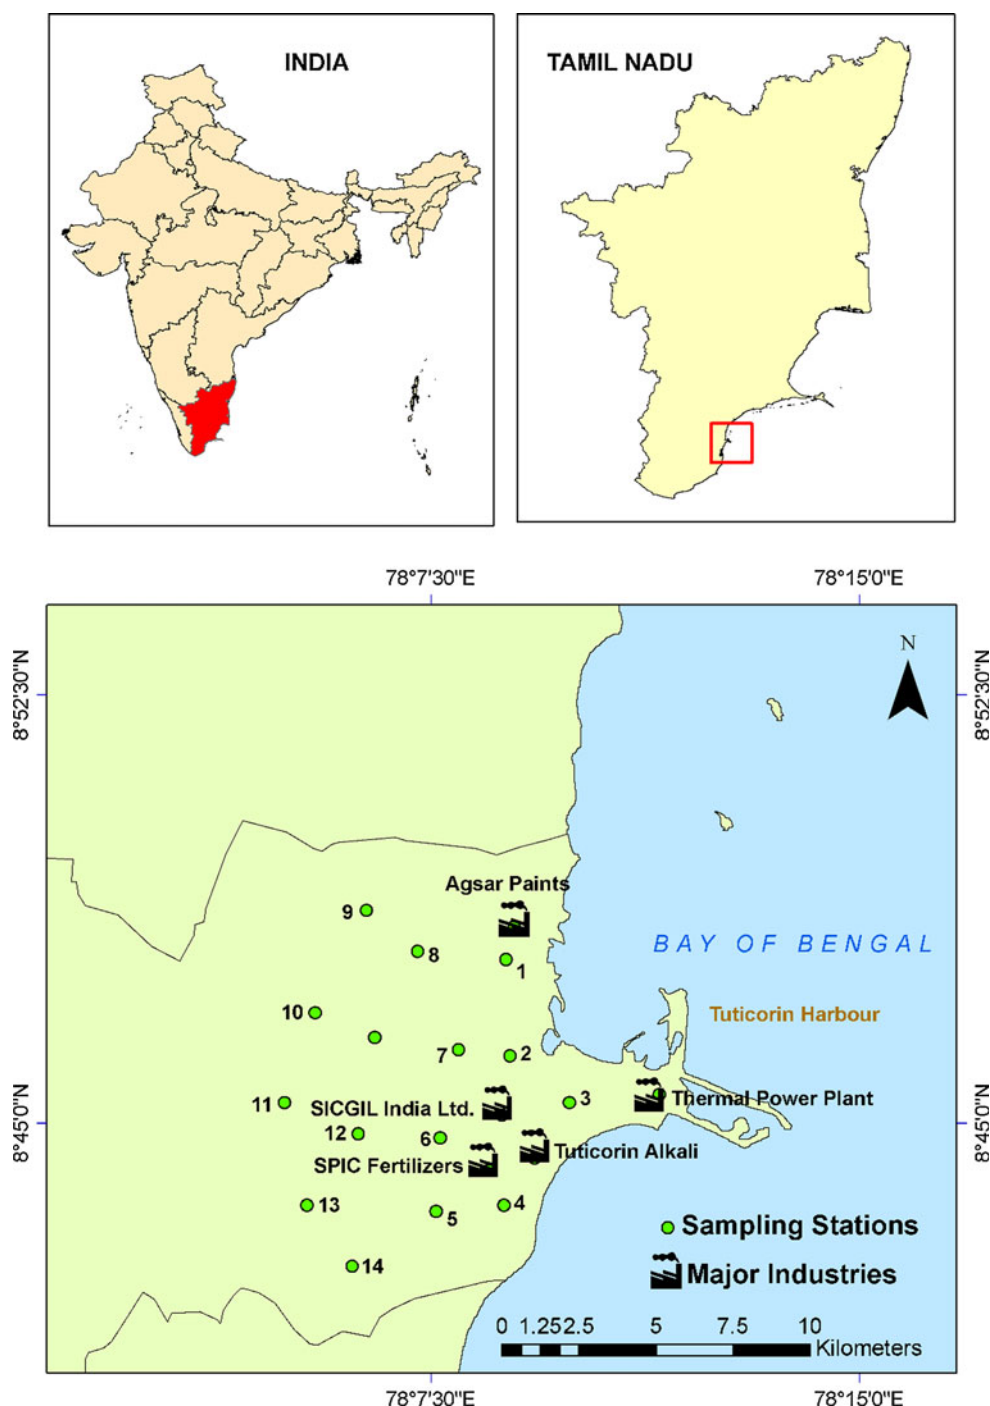 INDIA
TAMIL NADU
78°7'30"E
78°15'0"E
8°52'30"N
8°52'30"N
N
Agsar Paints
9
8
1
BAY OF BENGAL
10
Tuticorin Harbour
7
2
11
SICGIL India Ltd.
3
Thermal Power Plant
8°45'0"N
8°45'0"N
12
6
Tuticorin Alkali
SPIC Fertilizers
13
5
4
Sampling Stations
14
Major Industries
0 1.25 2.5 5 7.5 10
Kilometers
78°7'30"E
78°15'0"E